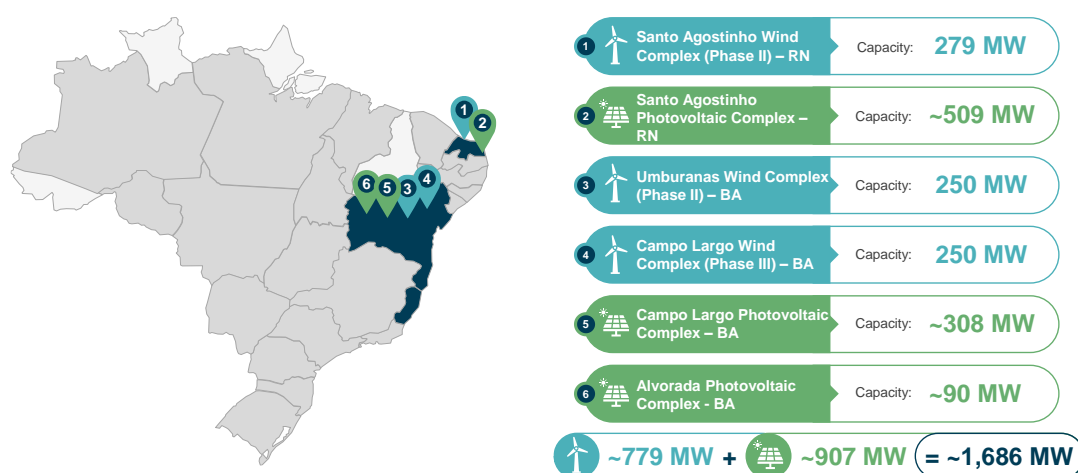 1
2
6
5
3
4
1
Santo Agostinho Wind
Complex (Phase II) – RN
Capacity:
279 MW
2
Santo Agostinho
Photovoltaic Complex –
RN
Capacity:
~509 MW
3
Umburanas Wind Complex
(Phase II) – BA
Capacity:
250 MW
4
Campo Largo Wind
Complex (Phase III) – BA
Capacity:
250 MW
5
Campo Largo Photovoltaic
Complex – BA
Capacity:
~308 MW
6
Alvorada Photovoltaic
Complex - BA
Capacity:
~90 MW
~779 MW + ~907 MW = ~1,686 MW